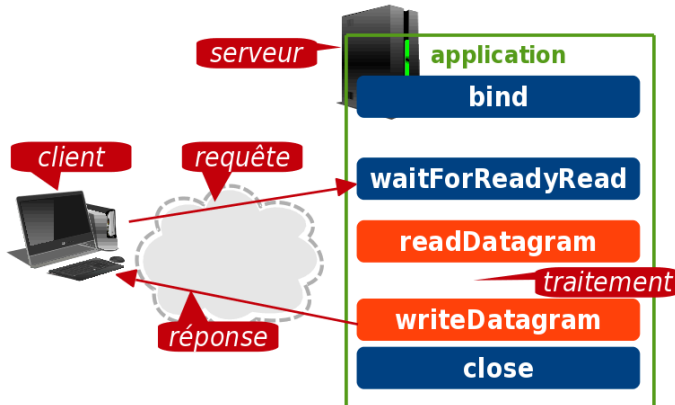 serveur
application
bind
client
requête
waitForReadyRead
readDatagram
traitement
réponse
writeDatagram
close